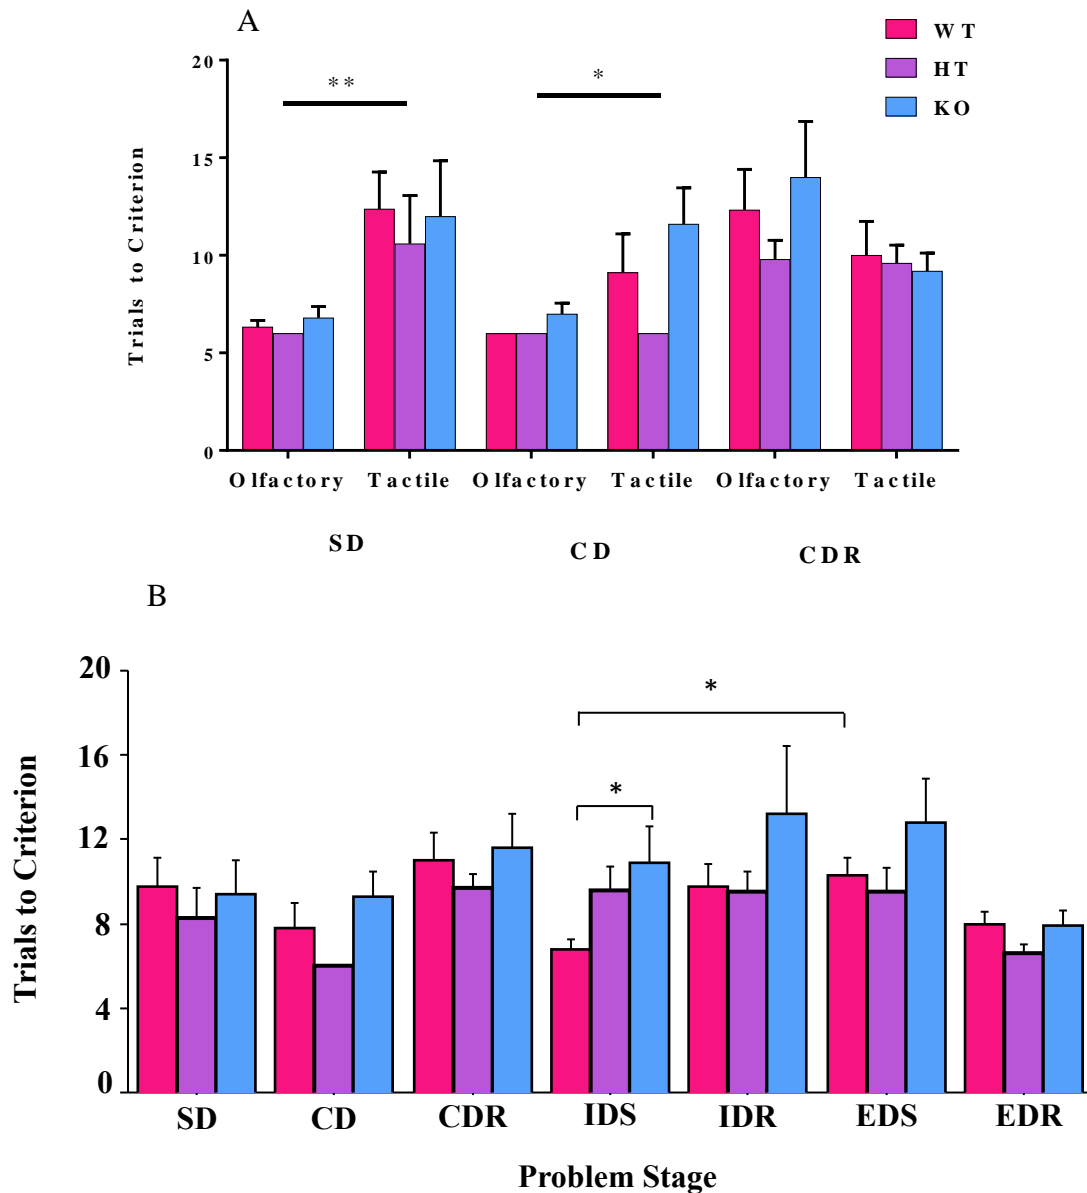 A
WT
HT
KO
20
15
10
5
0
Trials to Criterion
**
*
Olfactory Tactile Olfactory Tactile Olfactory Tactile
SD CD CDR
B
20
16
12
8
4
0
Trials to Criterion
*
*
SD CD CDR IDS IDR EDS EDR
Problem Stage